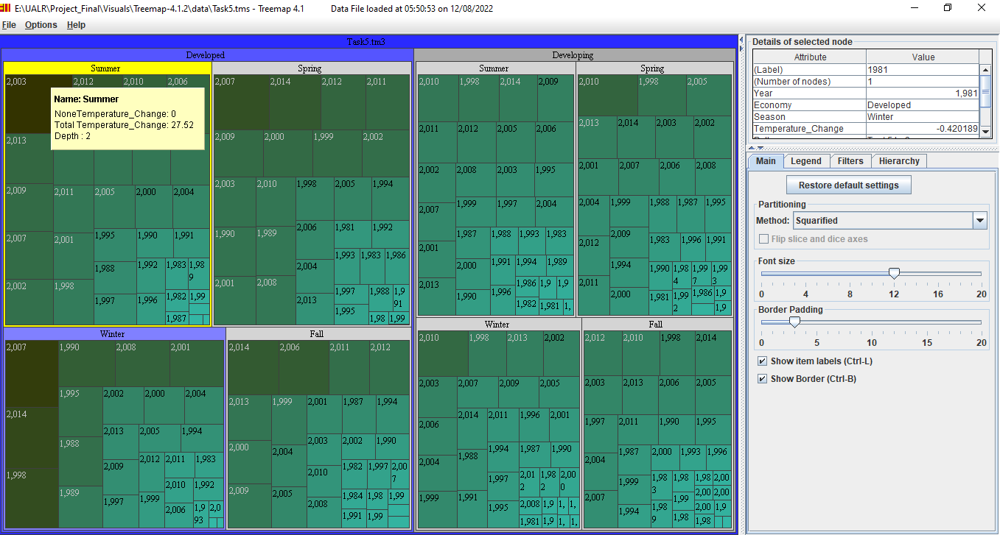 E:\UALR\Project_Final\Visuals\Treemap-4.1.2\data\Task5.tms - Treemap 4.1 Data File loaded at 05:50:53 on 12/08/2022
File Options Help
Task5.tm3
Developed
Summer
2,003 2,012 2,010 2,006
Name: Summer
NoneTemperature_Change: 0
Total Temperature_Change: 27.52
Depth : 2
2,013
2,009 2,011 2,005 2,000 2,004
2,007 2,001 1,995 1,990 1,991
1,988 1,992 1,983 1,989
2,002 1,998 1,997 1,996 1,982 1,99
1,987
Spring
2,007 2,014 2,012 2,011
2,009 2,000 1,999 2,002
2,003 2,010 1,998 2,005 1,994
1,990 1,989 2,006 1,981 1,992
2,004 1,993 1,983 1,986
2,001 2,008 2,013 1,997 1,988 1,991
1,995 1,98 1,99
Winter
2,007 1,990 2,008 2,001
1,995 2,002 2,000 2,004
2,014 2,013 2,005 1,994
1,988 2,009 2,012 2,011 1,983
1,998 1,989 2,010 1,992
1,997 1,999 2,006 1,993 2,0
Fall
2,014 2,006 2,011 2,012
2,013 1,999 2,001 1,987 1,994
2,000 2,004 2,003 2,002 1,990
2,010 1,982 1,997 2,007
2,009 2,005 2,008 1,984 1,98 1,99
1,991 1,99
Developing
Summer
2,010 1,998 2,014 2,009
2,011 2,012 2,005 2,006
2,002 2,008 2,003 1,995
2,007 1,999 1,997 2,004
2,001 1,987 1,988 1,993 1,983
2,000 1,991 1,994 1,989
2,013 1,990 1,996 1,986 1,9 1,9
1,982 1,981 1,
Spring
2,010 1,998 2,005
2,013 2,014 2,003 2,002
2,001 2,007 2,006 2,008
2,004 1,999 1,988 1,987 1,995
2,012 2,009 1,983 1,996 1,991
2,011 1,994 1,990 1,984 1,997 1,993
2,000 1,981 1,992 1,986 1,9
1,9
Winter
2,010 1,998 2,013 2,002
2,003 2,007 2,009 2,005
2,006 2,014 2,011 1,996 2,001
2,004 1,988 1,994 1,987 1,990
1,997 2,012 1,982 2,000
1,999 1,991 1,995 2,008 1,9 1, 1,
1,981 1,9 1, 1,
Fall
2,012 2,010 1,998 2,014
2,003 2,013 2,006 2,005
1,997 2,011 1,990 1,995
2,004 1,987 2,000 1,993 1,996
2,007 1,999 1,983 1,98 1,98 2,00
1,99 2,00 2,00
1,994 1,989 1,98 2,00 1,9
1,98
Details of selected node
Attribute Value
(Label) 1981
(Number of nodes) 1
Year 1,981
Economy Developed
Season Winter
Temperature_Change -0.420189
Main Legend Filters Hierarchy
Restore default settings
Partitioning
Method: Squarified
Flip slice and dice axes
Font size
0 4 8 12 16 20
Border Padding
0 5 10 15 20
Show item labels (Ctrl-L)
Show Border (Ctrl-B)